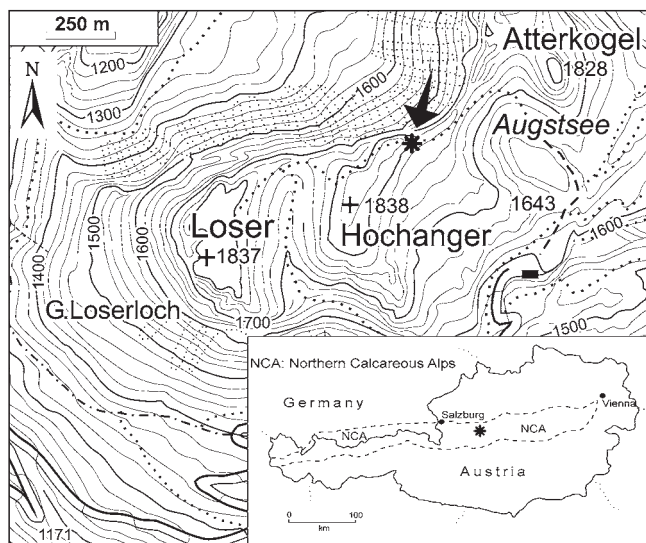 250 m
N
1200
1300
1600
Atterkogel
1828
Augstsee
1838
1643
Loser
1837
Hochanger
1600
1500
1600
1400
G.Loserloch
1700
1500
1171
NCA: Northern Calcareous Alps
Germany
Salzburg
Vienna
NCA
NCA
Austria
0 100
km